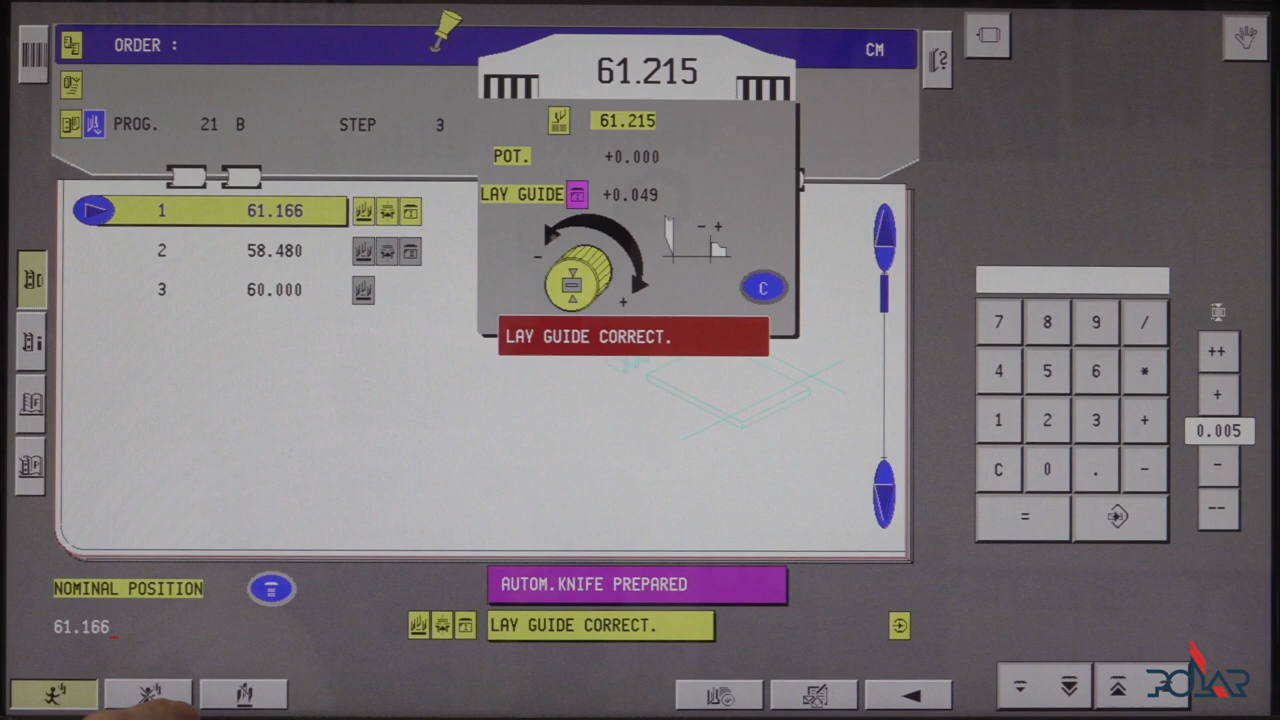 ORDER :
CM
61.215
PROG. 21 B STEP 3
61.215
POT. +0.000
LAY GUIDE +0.049
1 61.166
2 58.480
3 60.000
- +
-
+
C
LAY GUIDE CORRECT.
7 8 9 /
4 5 6 *
1 2 3 +
C 0 . -
=
++
+
0.005
-
--
NOMINAL POSITION
AUTOM.KNIFE PREPARED
61.166_
LAY GUIDE CORRECT.
POLAR